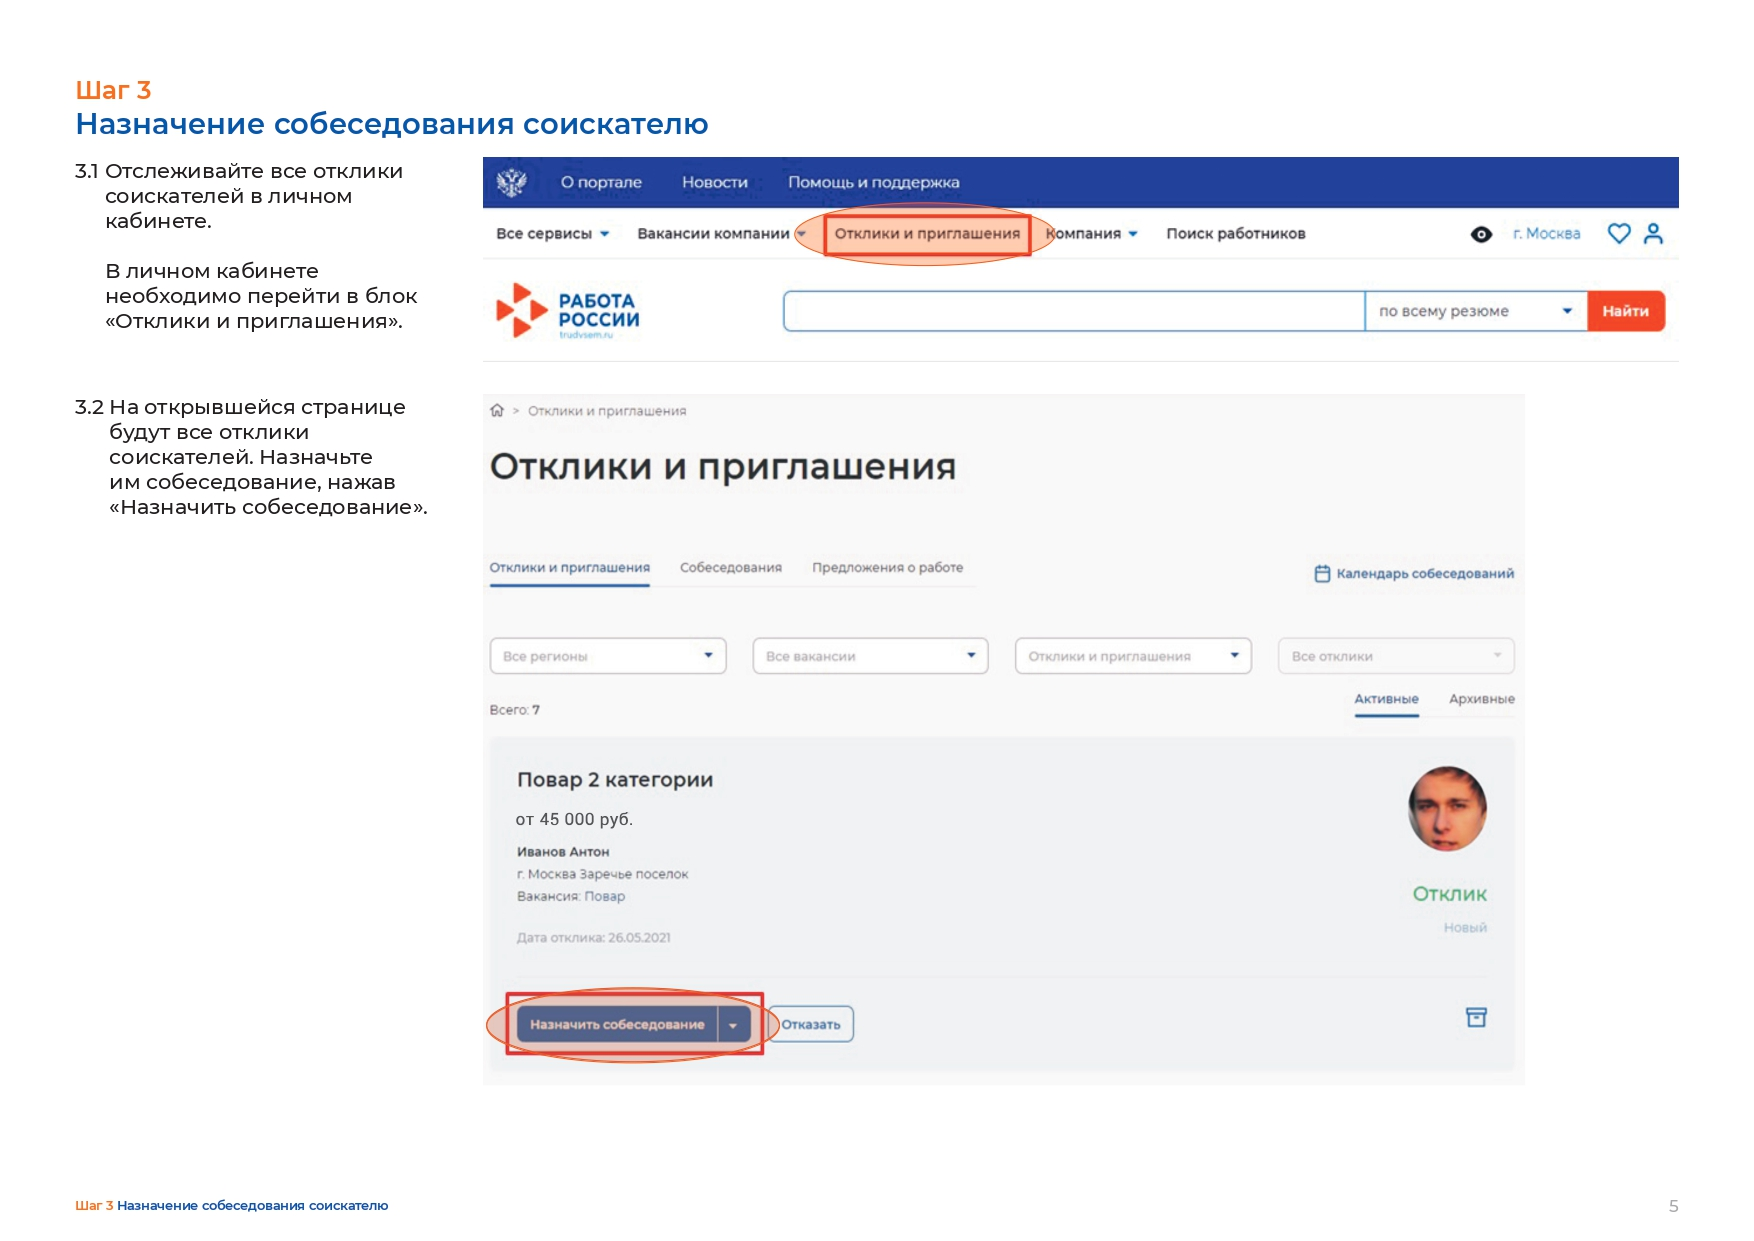 Шаг 3
Назначение собеседования соискателю
3.1 Отслеживайте все отклики
соискателей в личном
кабинете.
В личном кабинете
необходимо перейти в блок
«Отклики и приглашения».
3.2 На открывшейся странице
будут все отклики
соискателей. Назначьте
им собеседование, нажав
«Назначить собеседование».
О портале Новости Помощь и поддержка
Все сервисы Вакансии компании Отклики и приглашения Компания Поиск работников г. Москва
РАБОТА
РОССИИ
trudvsem.ru
по всему резюме Найти
> Отклики и приглашения
Отклики и приглашения
Отклики и приглашения Собеседования Предложения о работе Календарь собеседований
Все регионы Все вакансии Отклики и приглашения Все отклики
Всего: 7 Активные Архивные
Повар 2 категории
от 45 000 руб.
Иванов Антон
г. Москва Заречье поселок
Вакансия: Повар
Отклик
Новый
Дата отклика: 26.05.2021
Назначить собеседование Отказать
Шаг 3 Назначение собеседования соискателю 5